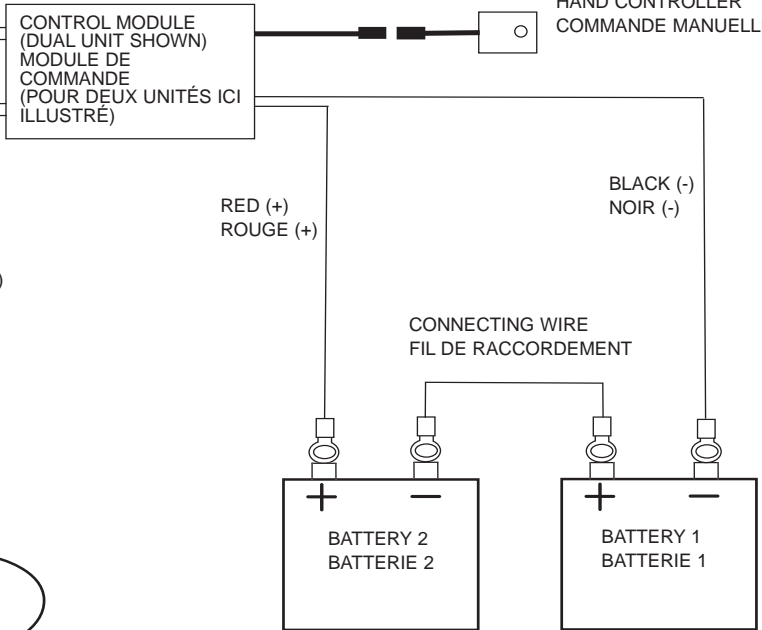 HAND CONTROLLER
COMMANDE MANUELL
CONTROL MODULE
(DUAL UNIT SHOWN)
MODULE DE
COMMANDE
(POUR DEUX UNITÉS ICI
ILLUSTRÉ)
BLACK (-)
NOIR (-)
RED (+)
ROUGE (+)
)
CONNECTING WIRE
FIL DE RACCORDEMENT
+ — + —
BATTERY 2
BATTERIE 2
BATTERY 1
BATTERIE 1